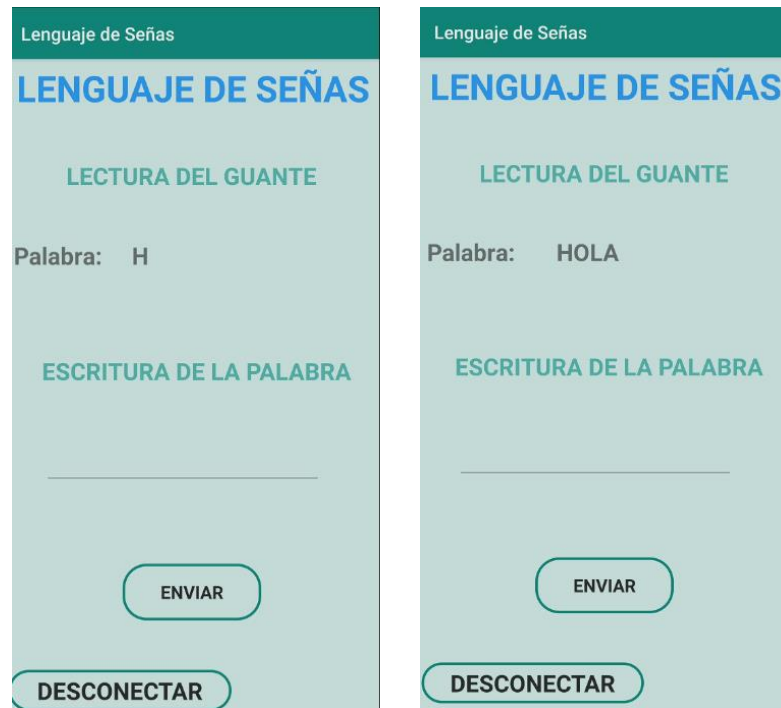 Lenguaje de Señas
LENGUAJE DE SEÑAS
LECTURA DEL GUANTE
Palabra: H
ESCRITURA DE LA PALABRA
ENVIAR
DESCONECTAR
Lenguaje de Señas
LENGUAJE DE SEÑAS
LECTURA DEL GUANTE
Palabra: HOLA
ESCRITURA DE LA PALABRA
ENVIAR
DESCONECTAR